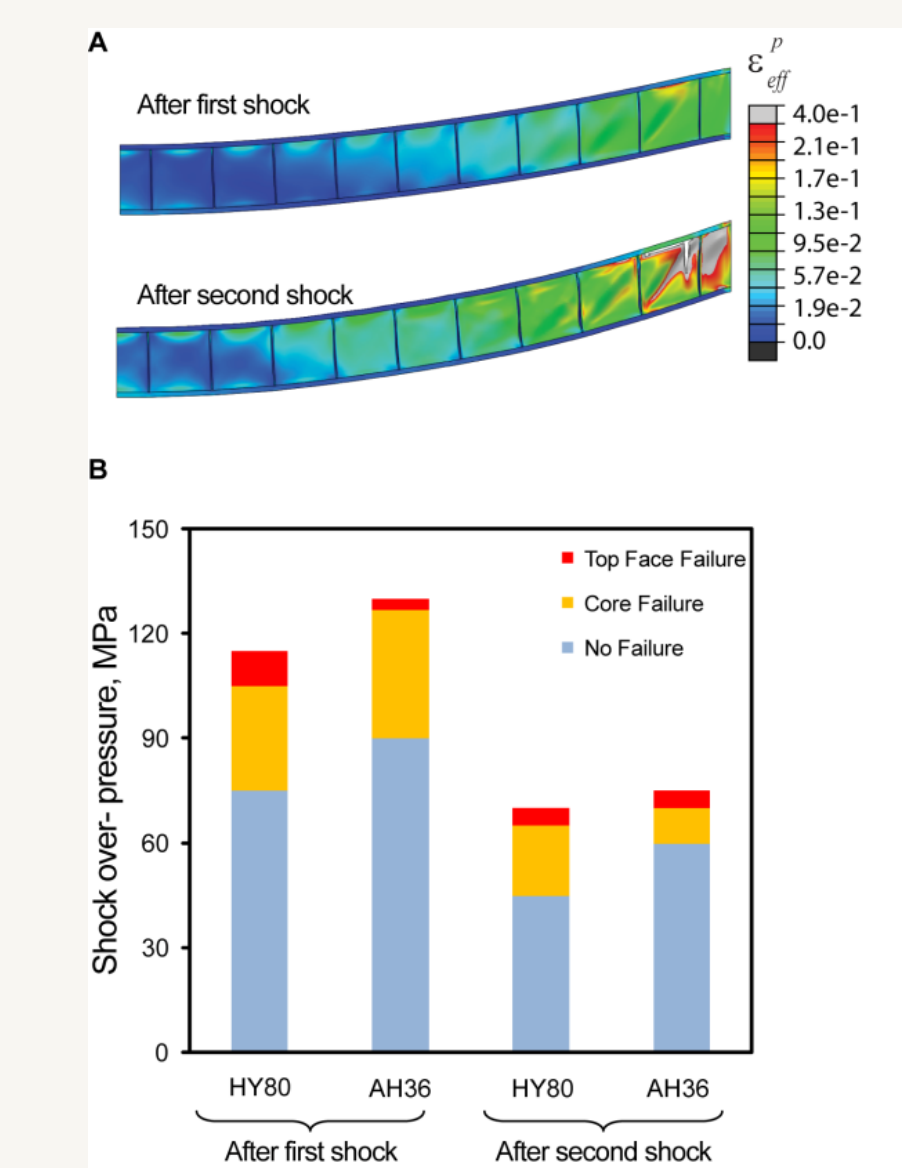 A
ε p eff
After first shock
4.0e-1
2.1e-1
1.7e-1
1.3e-1
9.5e-2
5.7e-2
1.9e-2
0.0
After second shock
B
150
120
90
60
30
0
Shock over- pressure, MPa
Top Face Failure
Core Failure
No Failure
HY80 AH36 HY80 AH36
After first shock After second shock